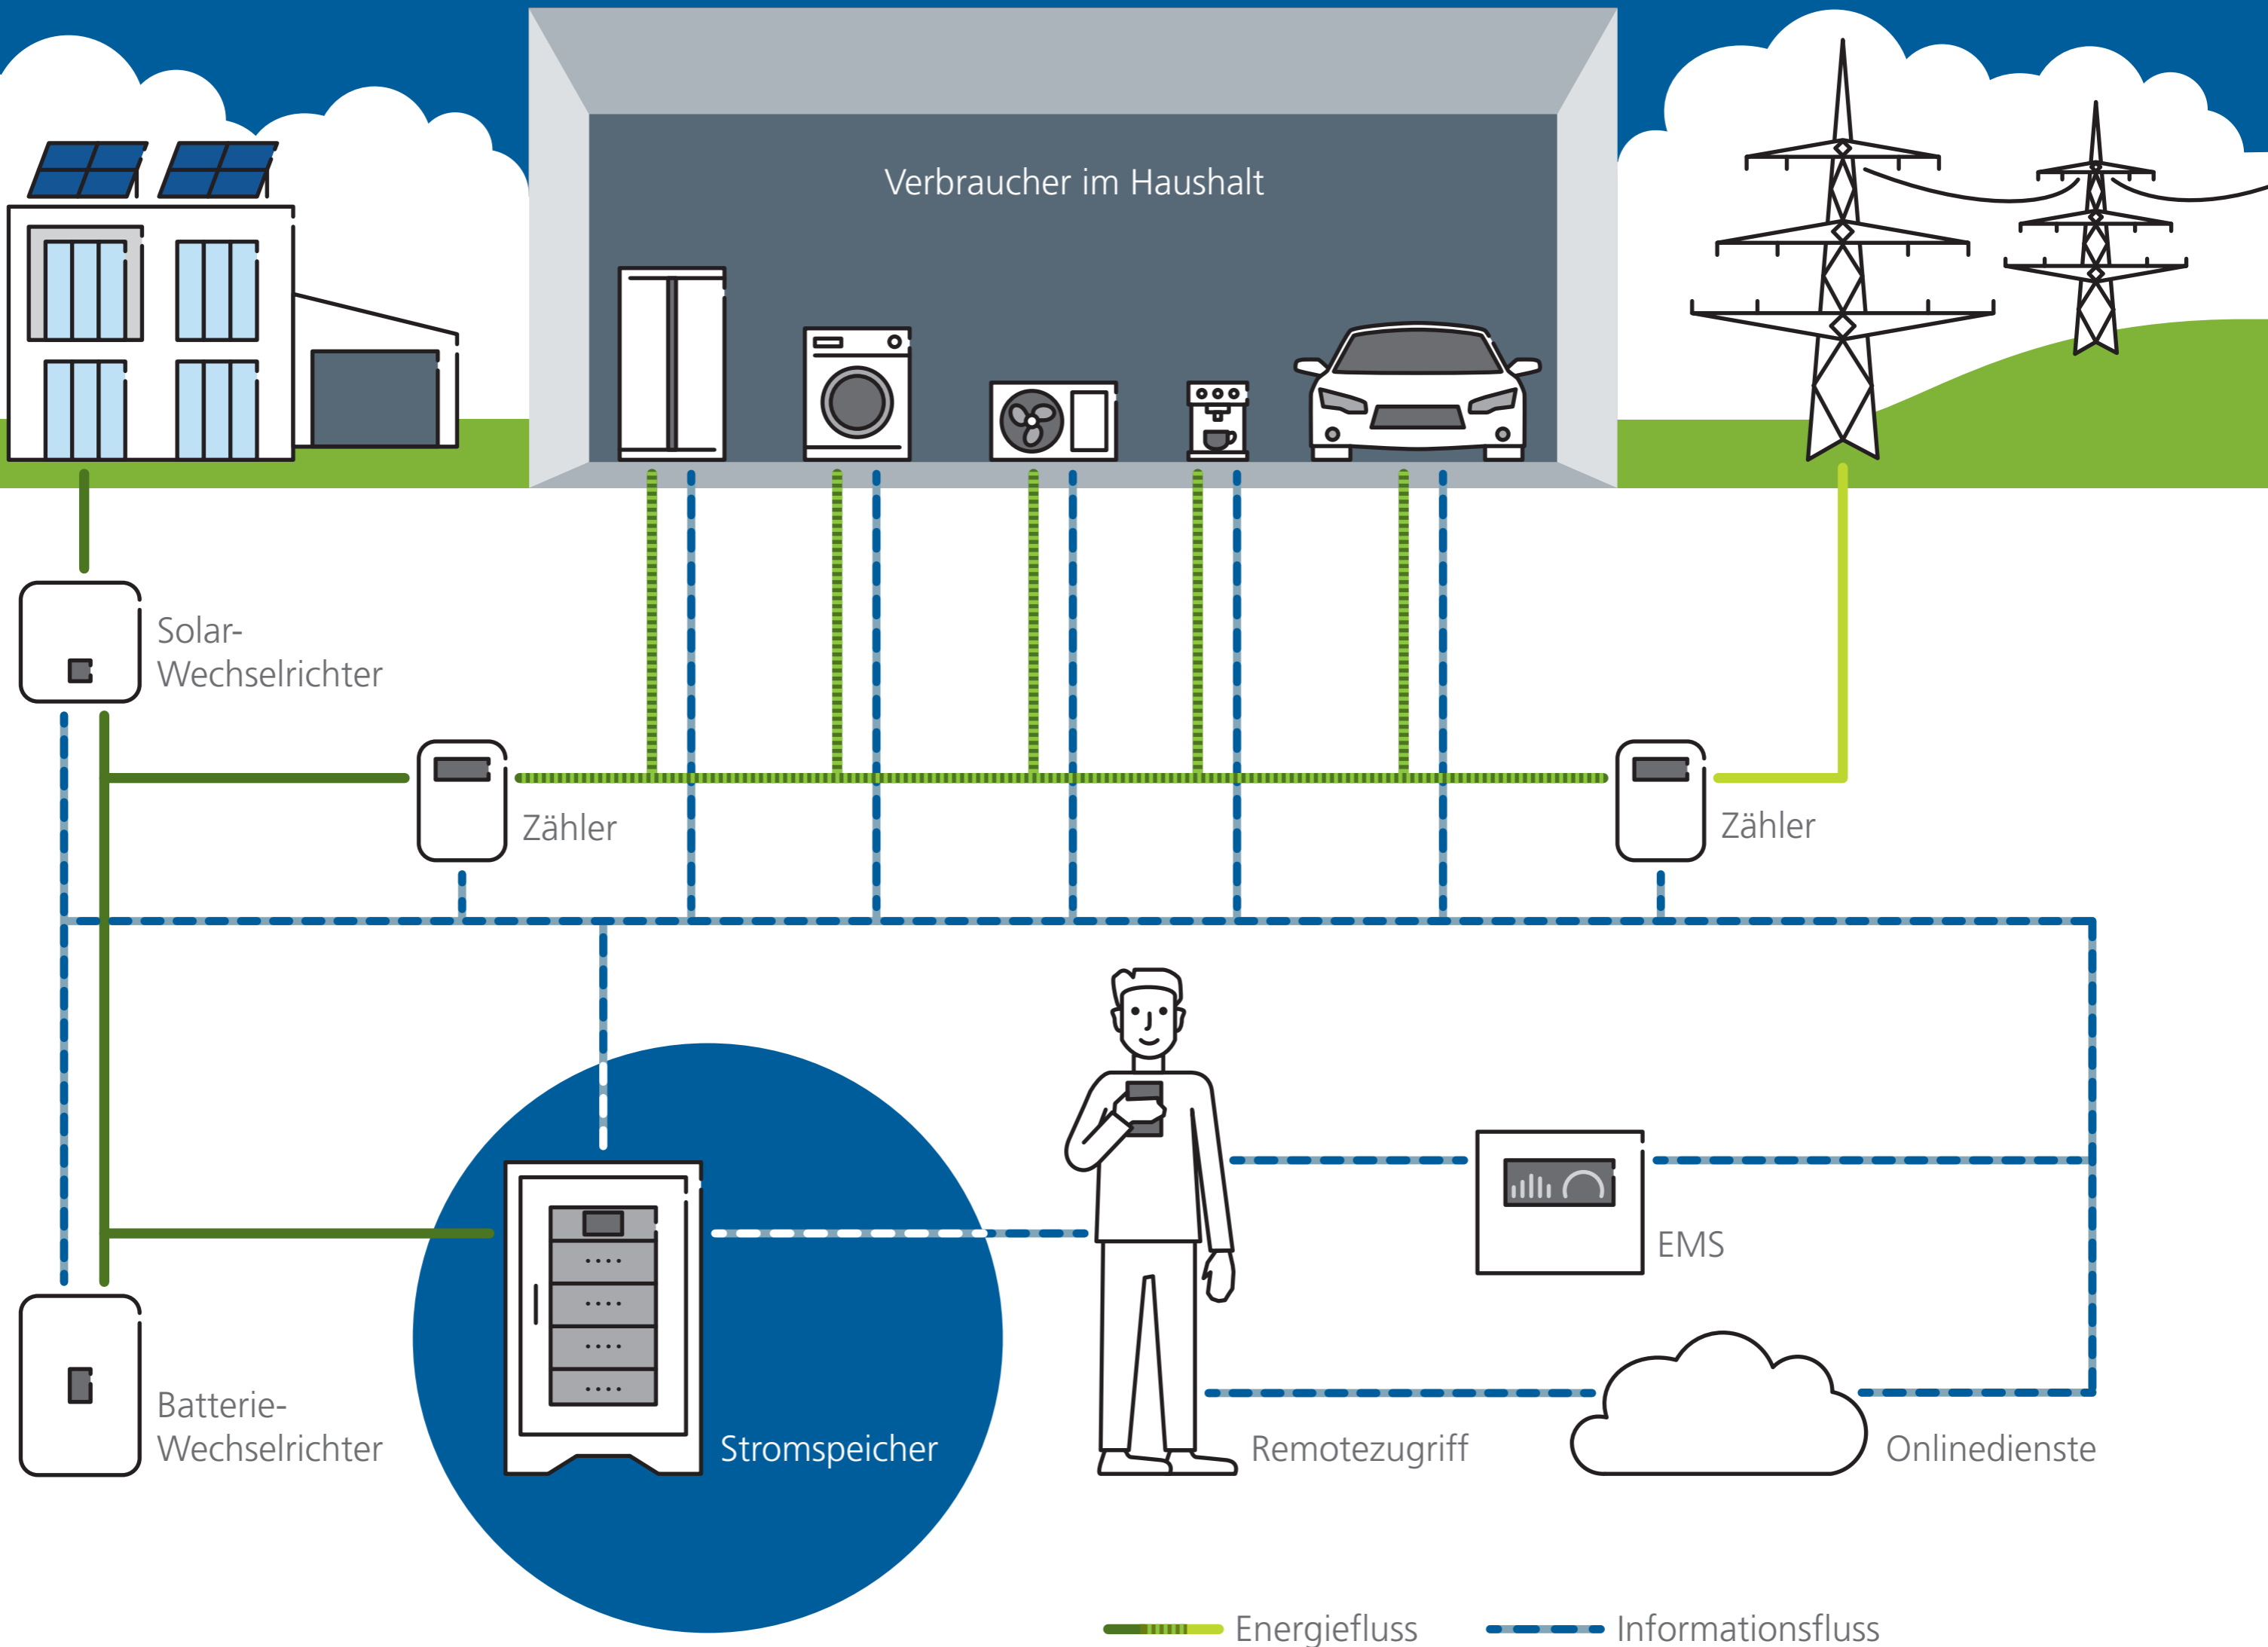 Verbraucher im Haushalt
Solar-
Wechselrichter
Zähler
Zähler
EMS
Batterie-
Wechselrichter
Stromspeicher
Remotezugriff
Onlinedienste
Energiefluss
Informationsfluss